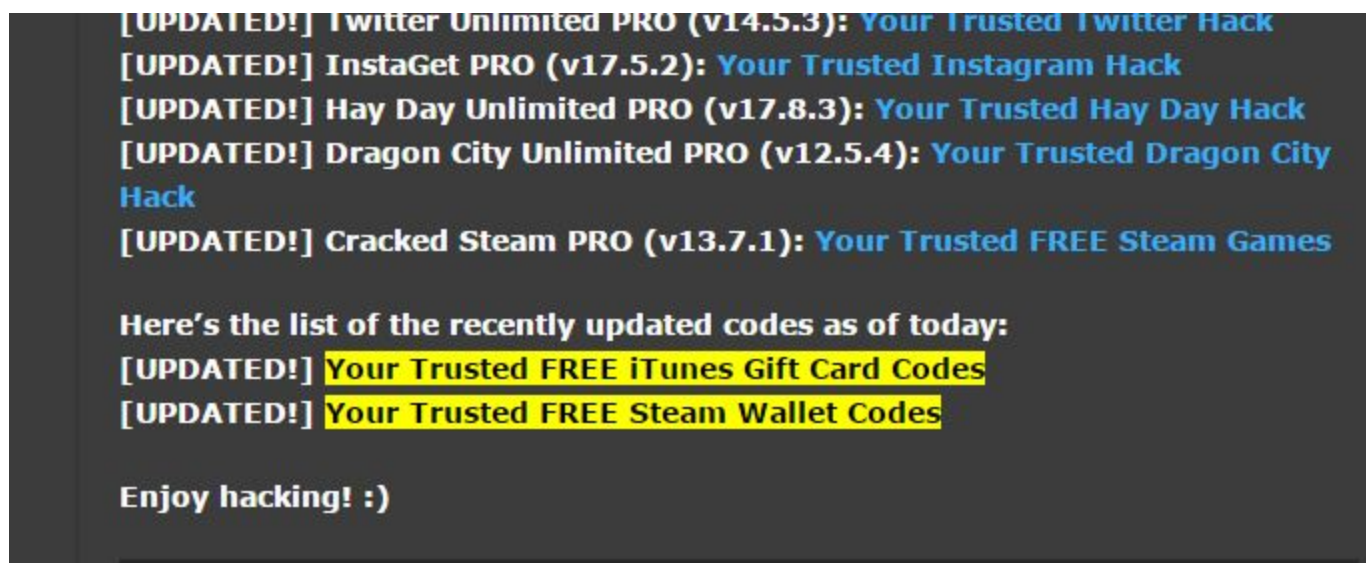 [UPDATED!] Twitter Unlimited PRO (v14.5.3): Your Trusted Twitter Hack
[UPDATED!] InstaGet PRO (v17.5.2): Your Trusted Instagram Hack
[UPDATED!] Hay Day Unlimited PRO (v17.8.3): Your Trusted Hay Day Hack
[UPDATED!] Dragon City Unlimited PRO (v12.5.4): Your Trusted Dragon City
Hack
[UPDATED!] Cracked Steam PRO (v13.7.1): Your Trusted FREE Steam Games
Here’s the list of the recently updated codes as of today:
[UPDATED!] Your Trusted FREE iTunes Gift Card Codes
[UPDATED!] Your Trusted FREE Steam Wallet Codes
Enjoy hacking! :)